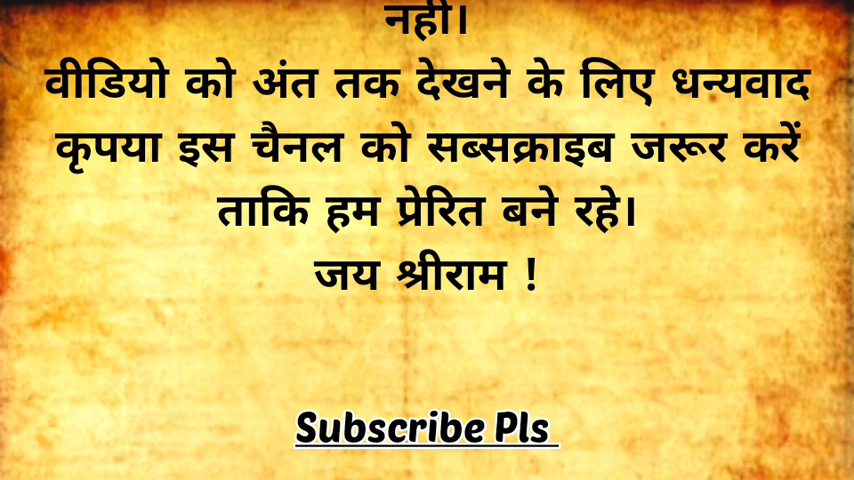 नही।
वीडियो को अंत तक देखने के लिए धन्यवाद
कृपया इस चैनल को सब्सक्राइब जरूर करें
ताकि हम प्रेरित बने रहे।
जय श्रीराम !
Subscribe Pls